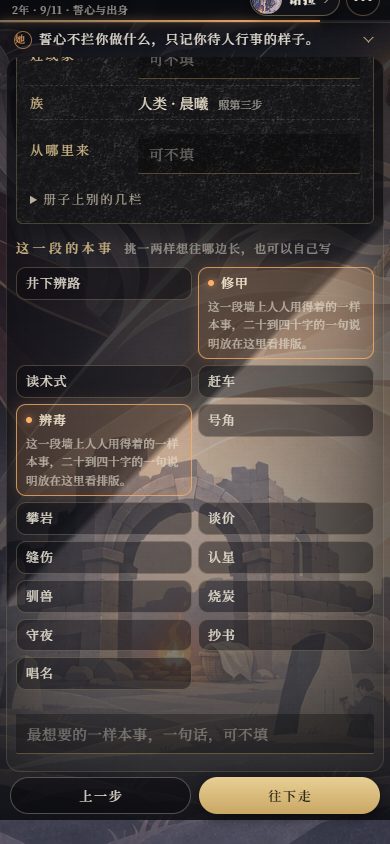 2年 · 9/11 · 誓心与出身
她 誓心不拦你做什么，只记你待人行事的样子。
可不填
族 人类 · 晨曦 照第三步
从哪里来 可不填
▶ 册子上别的几栏
这一段的本事 挑一两样想往哪边长，也可以自己写
井下辨路
修甲
这一段墙上人人用得着的一样
本事，二十到四十字的一句说
明放在这里看排版。
读术式 赶车
辨毒
这一段墙上人人用得着的一样
本事，二十到四十字的一句说
明放在这里看排版。
号角
攀岩 谈价
缝伤 认星
驯兽 烧炭
守夜 抄书
唱名
最想要的一样本事，一句话，可不填
上一步 往下走